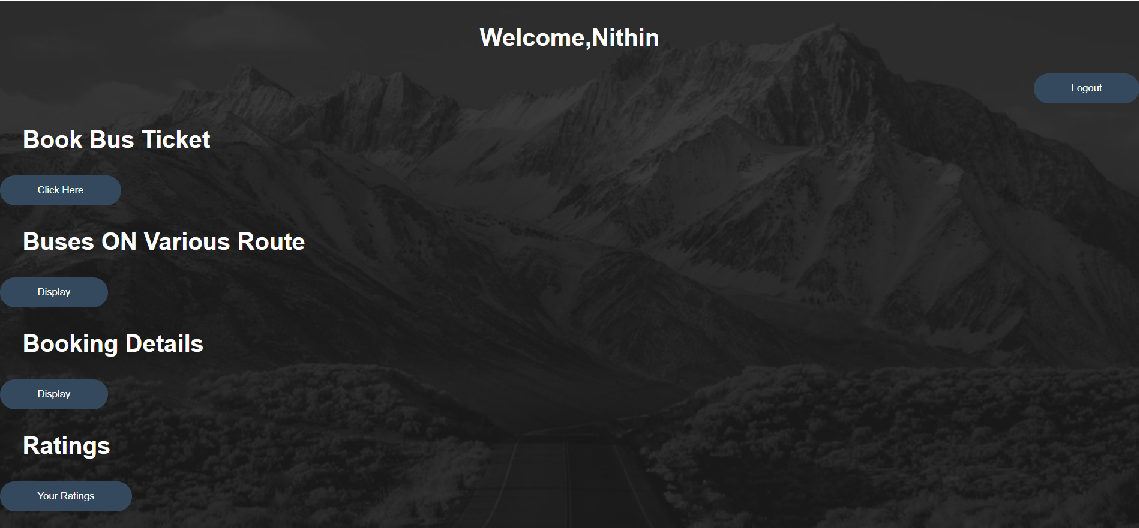 Welcome,Nithin
Logout
Book Bus Ticket
Click Here
Buses ON Various Route
Display
Booking Details
Display
Ratings
Your Ratings